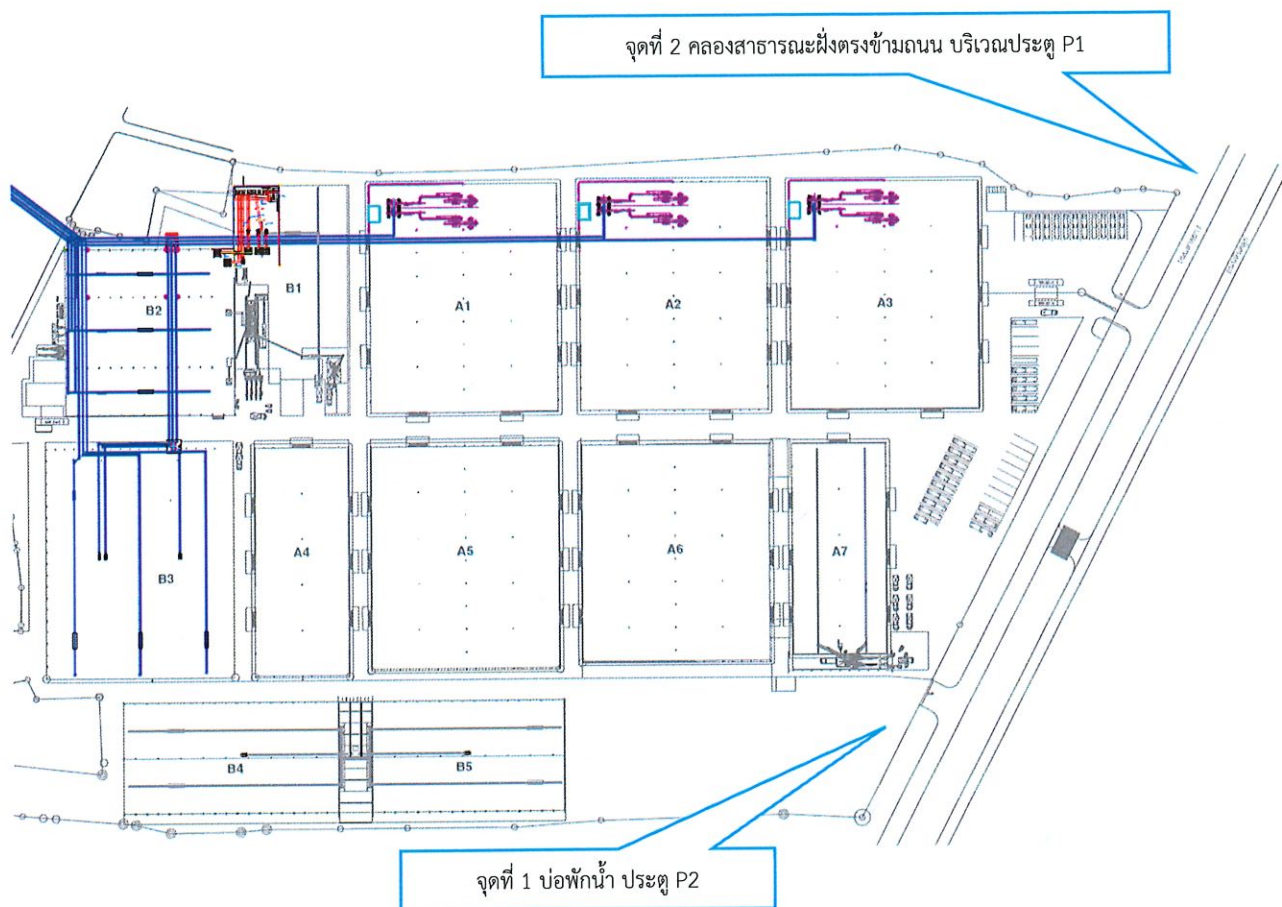 จุดที่ 2 คลองสาธารณะฝั่งตรงข้ามถนน บริเวณประตู P1
B1
B2
A1
A2
A3
A4
A5
A6
A7
B3
B4
B5
จุดที่ 1 บ่อพักน้ำ ประตู P2